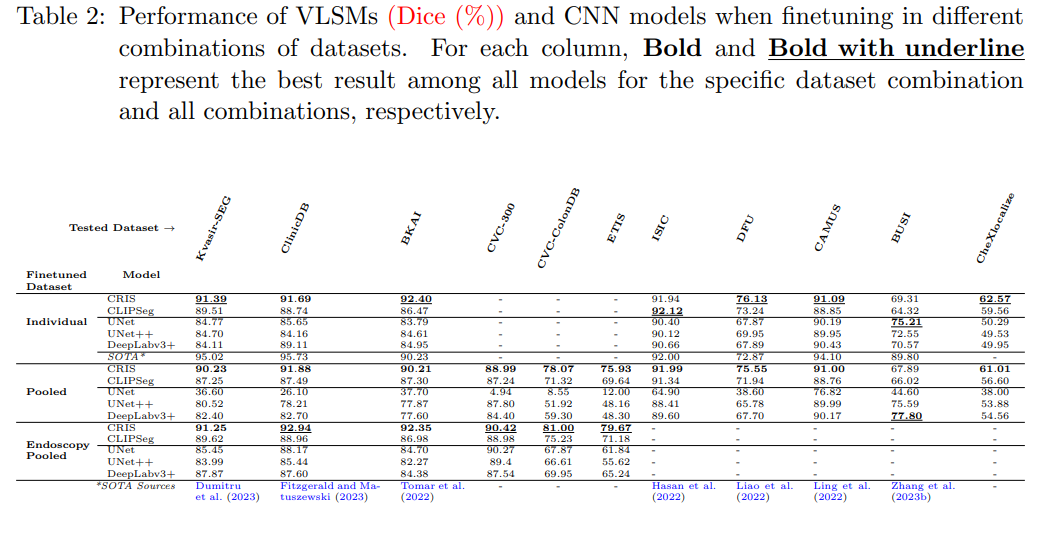 Table 2: Performance of VLSMs (Dice (%)) and CNN models when finetuning in different
combinations of datasets. For each column, Bold and Bold with underline
represent the best result among all models for the specific dataset combination
and all combinations, respectively.
Tested Dataset → Kvasir-SEG ClinicDB BKAI CVC-300 CVC-ColonDB ETIS ISIC DFU CAMUS BUSI CheXlocalize
Finetuned Dataset Model
CRIS 91.39 91.69 92.40 - - - 91.94 76.13 91.09 69.31 62.57
CLIPSeg 89.51 88.74 86.47 - - - 92.12 73.24 88.85 64.32 59.56
Individual UNet 84.77 85.65 83.79 - - - 90.40 67.87 90.19 75.21 50.29
UNet++ 84.70 84.16 84.61 - - - 90.12 69.95 89.95 72.55 49.53
DeepLabv3+ 84.11 89.11 84.95 - - - 90.66 67.89 90.43 70.57 49.95
SOTA* 95.02 95.73 90.23 - - - 92.00 72.87 94.10 89.80 -
CRIS 90.23 91.88 90.21 88.99 78.07 75.93 91.99 75.55 91.00 67.89 61.01
CLIPSeg 87.25 87.49 87.30 87.24 71.32 69.64 91.34 71.94 88.76 66.02 56.60
Pooled UNet 36.60 26.10 37.70 4.94 8.55 12.00 64.90 38.60 76.82 44.60 38.00
UNet++ 80.52 78.21 77.87 87.80 51.92 48.16 88.41 65.78 89.99 75.59 53.88
DeepLabv3+ 82.40 82.70 77.60 84.40 59.30 48.30 89.60 67.70 90.17 77.80 54.56
CRIS 91.25 92.94 92.35 90.42 81.00 79.67 - - - - -
CLIPSeg 89.62 88.96 86.98 88.98 75.23 71.18 - - - - -
Endoscopy Pooled UNet 85.45 88.17 84.70 90.27 67.87 61.84 - - - - -
UNet++ 83.99 85.44 82.27 89.4 66.61 55.62 - - - - -
DeepLabv3+ 87.87 87.60 84.38 87.54 69.95 65.24 - - - - -
*SOTA Sources Dumitru Fitzgerald and Ma- Tomar et al. - - - Hasan et al. Liao et al. Ling et al. Zhang et al. -
et al. (2023) tuszewski (2023) (2022) (2022) (2022) (2022) (2023b)